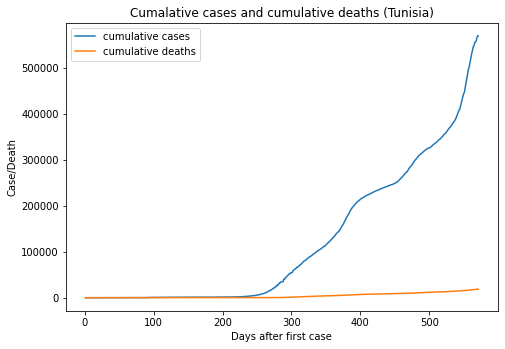 Cumalative cases and cumulative deaths (Tunisia)
cumulative cases
cumulative deaths
500000
400000
300000
200000
100000
0
Case/Death
0 100 200 300 400 500
Days after first case